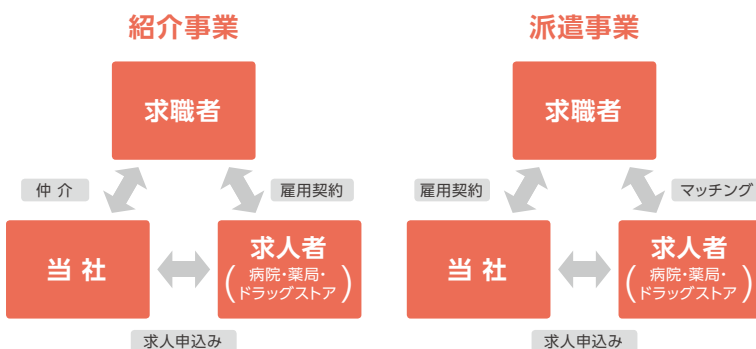 紹介事業
求職者
仲 介
雇用契約
当 社
求人者
(病院・薬局・
ドラッグストア)
求人申込み
派遣事業
求職者
雇用契約
マッチング
当 社
求人者
(病院・薬局・
ドラッグストア)
求人申込み